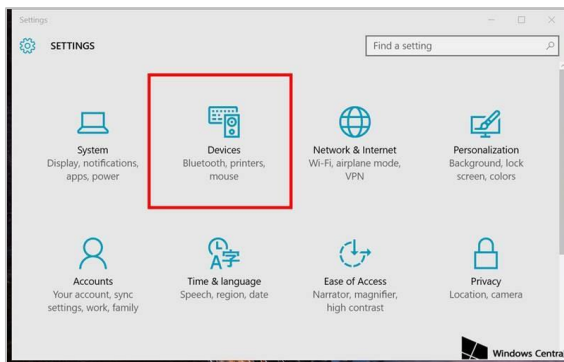 Settings
SETTINGS
Find a setting
System
Display, notifications,
apps, power
Devices
Bluetooth, printers,
mouse
Network & Internet
Wi-Fi, airplane mode,
VPN
Personalization
Background, lock
screen, colors
Accounts
Your account, sync
settings, work, family
Time & language
Speech, region, date
Ease of Access
Narrator, magnifier,
high contrast
Privacy
Location, camera
Windows Centra